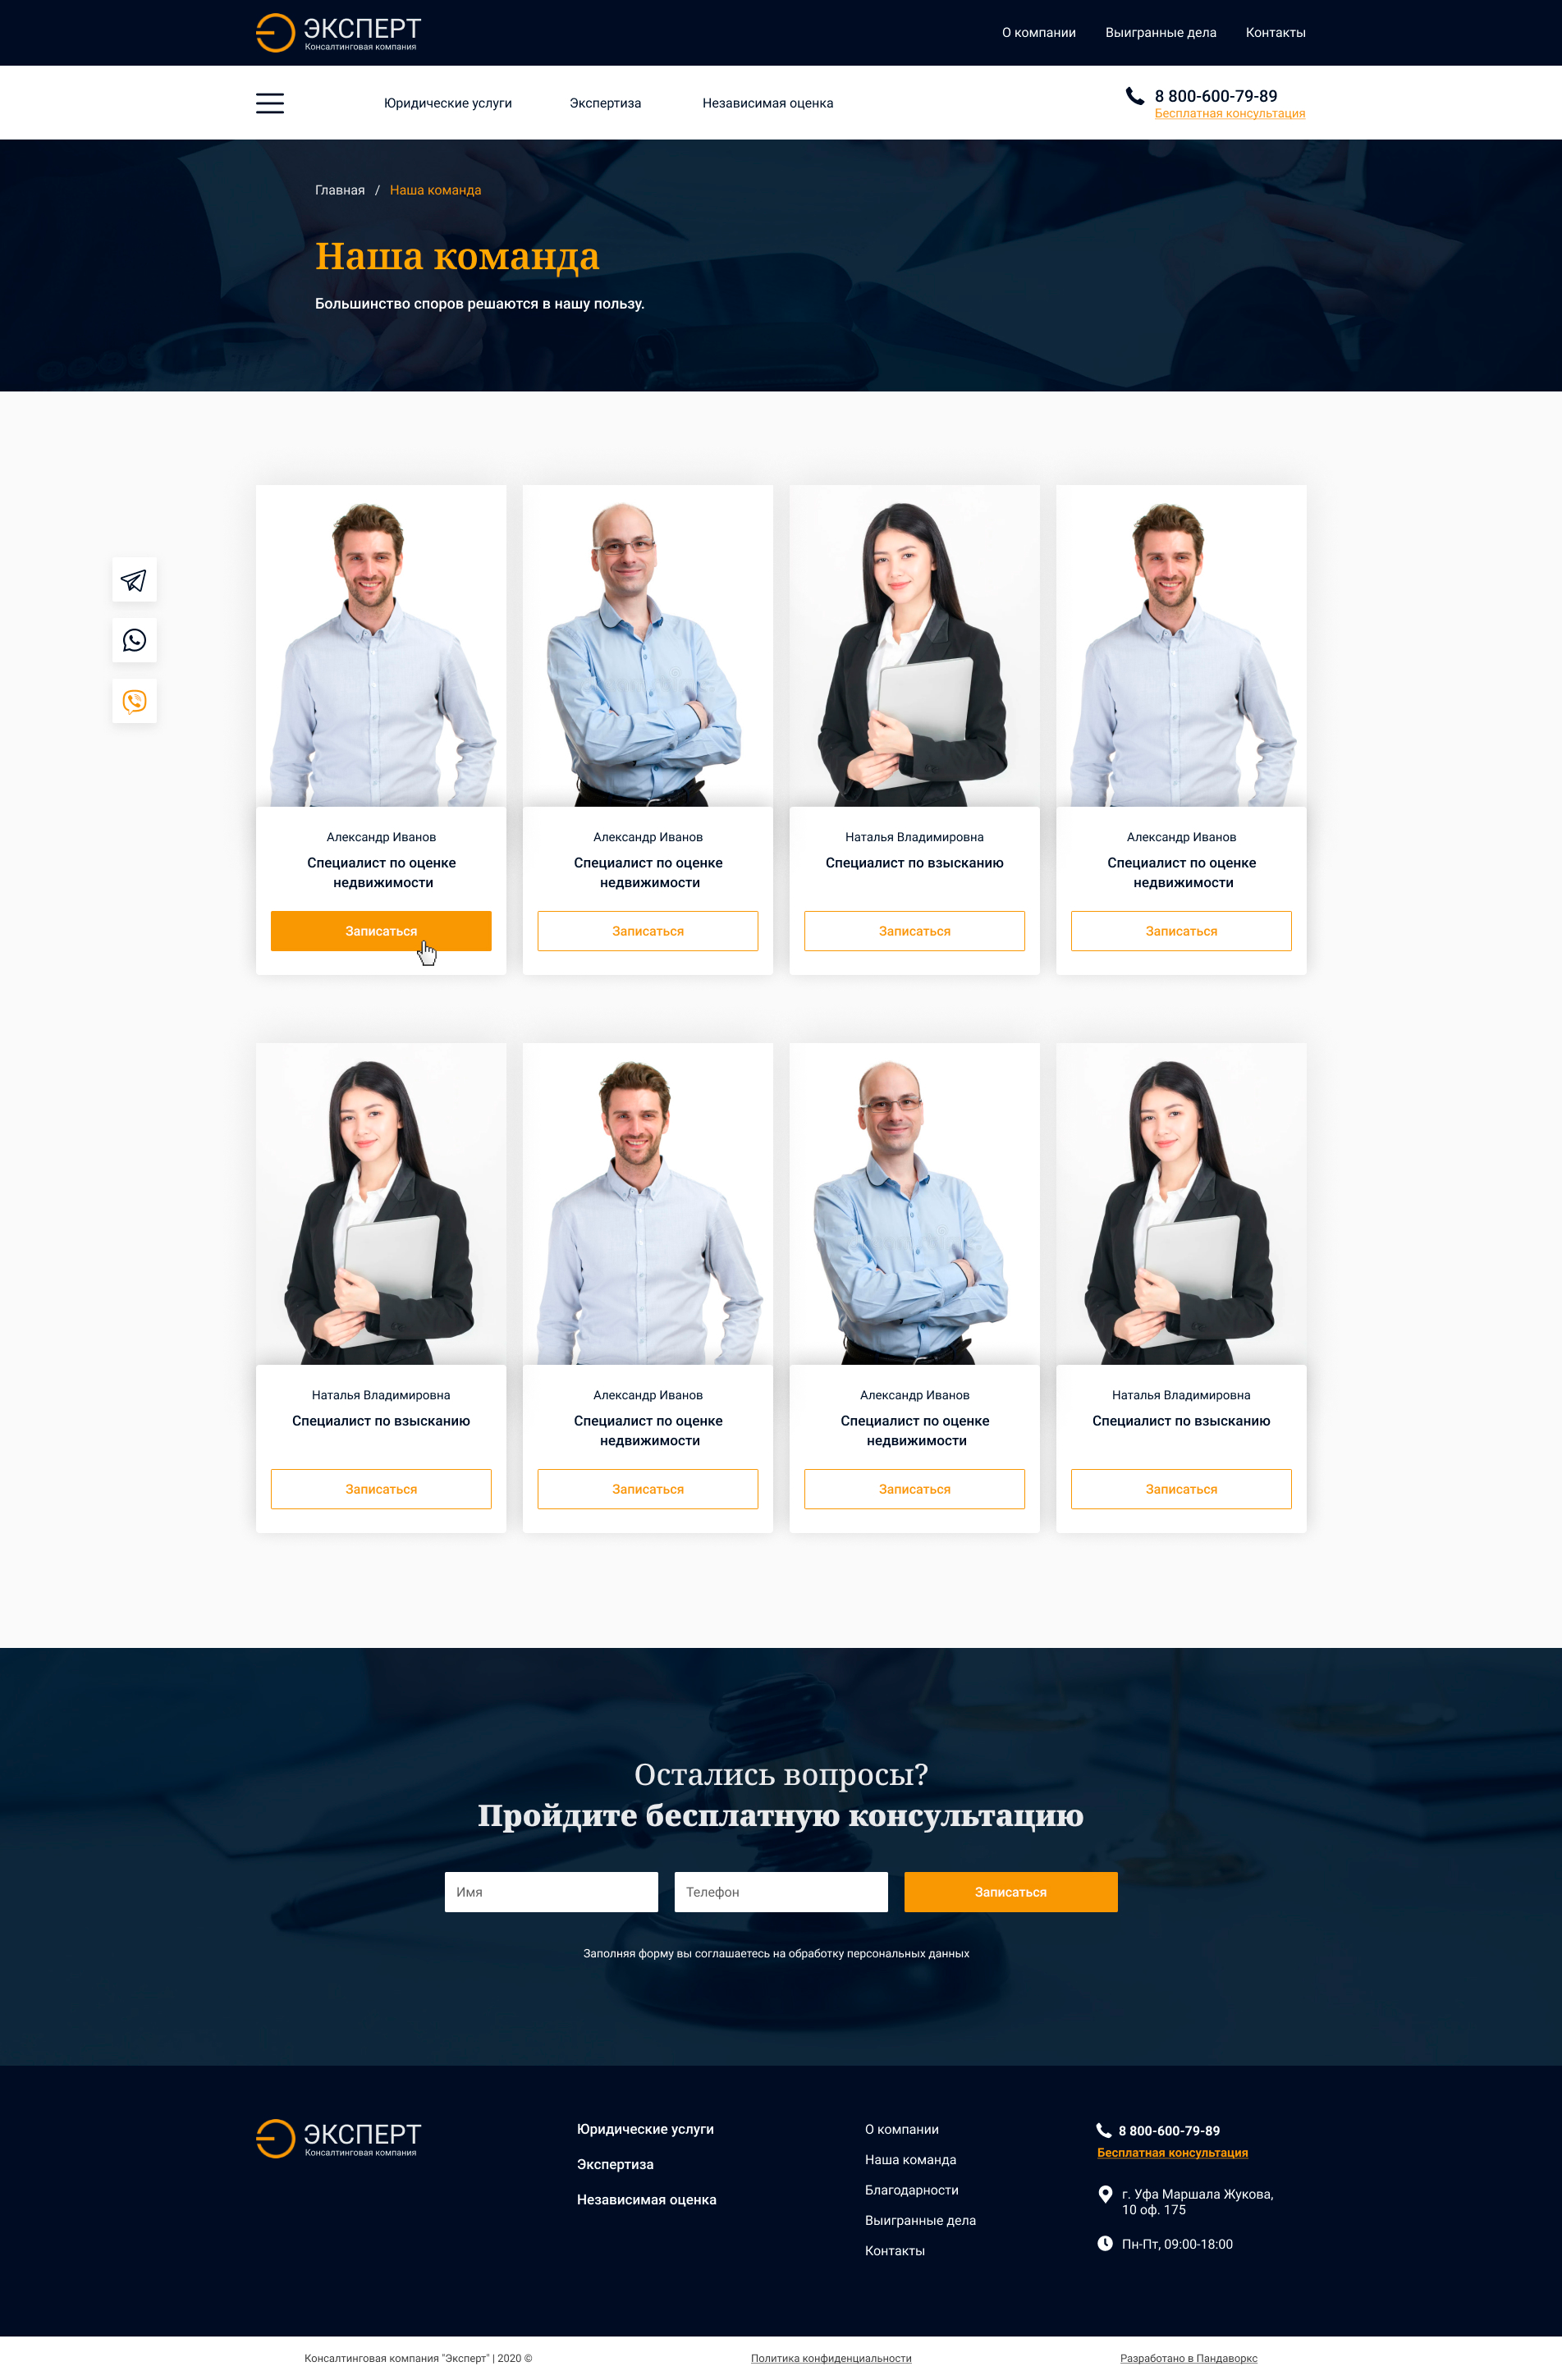 ЭКСПЕРТ
Консалтинговая компания
О компании Выигранные дела Контакты
Юридические услуги Экспертиза Независимая оценка
8 800-600-79-89
Бесплатная консультация
Главная / Наша команда
Наша команда
Большинство споров решаются в нашу пользу.
Александр Иванов
Специалист по оценке
недвижимости
Записаться
Александр Иванов
Специалист по оценке
недвижимости
Записаться
Наталья Владимировна
Специалист по взысканию
Записаться
Александр Иванов
Специалист по оценке
недвижимости
Записаться
Наталья Владимировна
Специалист по взысканию
Записаться
Александр Иванов
Специалист по оценке
недвижимости
Записаться
Александр Иванов
Специалист по оценке
недвижимости
Записаться
Наталья Владимировна
Специалист по взысканию
Записаться
Остались вопросы?
Пройдите бесплатную консультацию
Имя Телефон Записаться
Заполняя форму вы соглашаетесь на обработку персональных данных
ЭКСПЕРТ
Консалтинговая компания
Юридические услуги
Экспертиза
Независимая оценка
О компании
Наша команда
Благодарности
Выигранные дела
Контакты
8 800-600-79-89
Бесплатная консультация
г. Уфа Маршала Жукова,
10 оф. 175
Пн-Пт, 09:00-18:00
Консалтинговая компания "Эксперт" | 2020 © Политика конфиденциальности Разработано в Пандаворкс